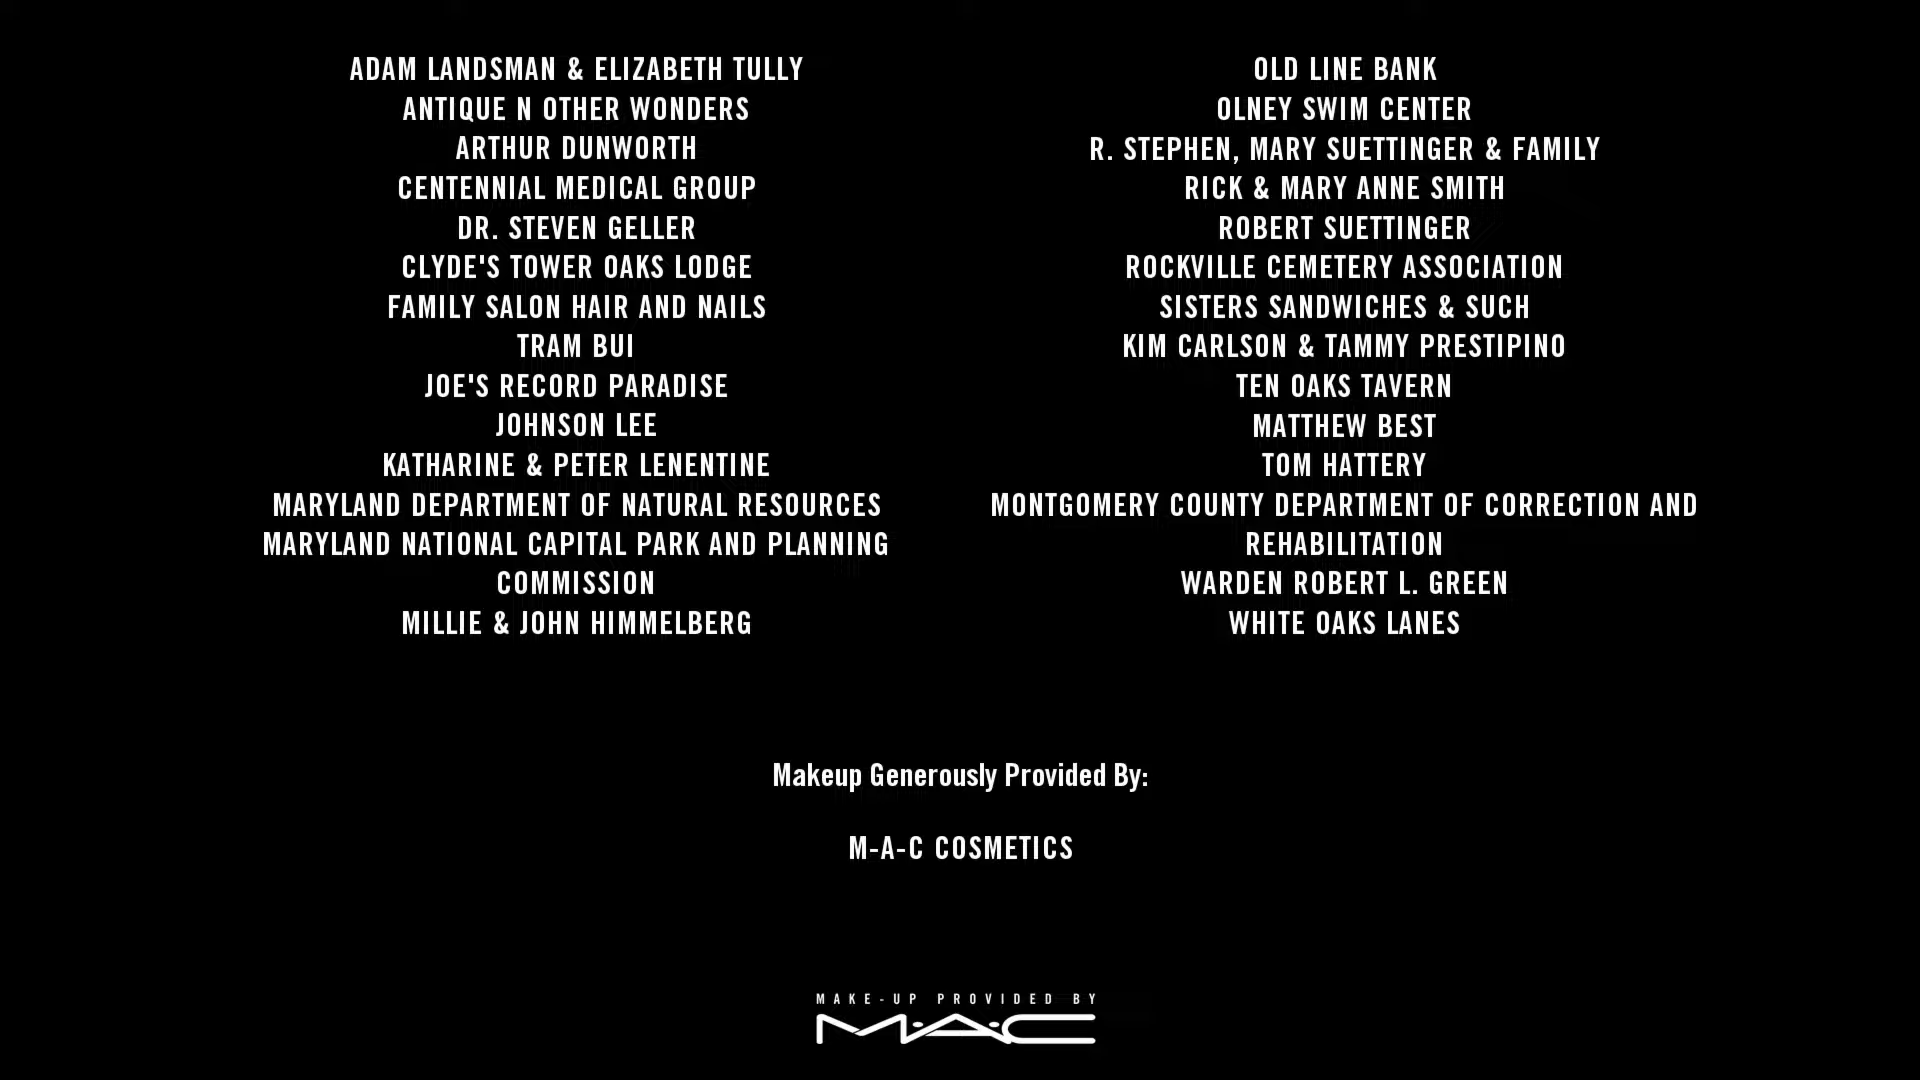 ADAM LANDSMAN & ELIZABETH TULLY
ANTIQUE N OTHER WONDERS
ARTHUR DUNWORTH
CENTENNIAL MEDICAL GROUP
DR. STEVEN GELLER
CLYDE'S TOWER OAKS LODGE
FAMILY SALON HAIR AND NAILS
TRAM BUI
JOE'S RECORD PARADISE
JOHNSON LEE
KATHARINE & PETER LENENTINE
MARYLAND DEPARTMENT OF NATURAL RESOURCES
MARYLAND NATIONAL CAPITAL PARK AND PLANNING
COMMISSION
MILLIE & JOHN HIMMELBERG
OLD LINE BANK
OLNEY SWIM CENTER
R. STEPHEN, MARY SUETTINGER & FAMILY
RICK & MARY ANNE SMITH
ROBERT SUETTINGER
ROCKVILLE CEMETERY ASSOCIATION
SISTERS SANDWICHES & SUCH
KIM CARLSON & TAMMY PRESTIPINO
TEN OAKS TAVERN
MATTHEW BEST
TOM HATTERY
MONTGOMERY COUNTY DEPARTMENT OF CORRECTION AND
REHABILITATION
WARDEN ROBERT L. GREEN
WHITE OAKS LANES
Makeup Generously Provided By:
M-A-C COSMETICS
MAKE-UP PROVIDED BY
M·A·C